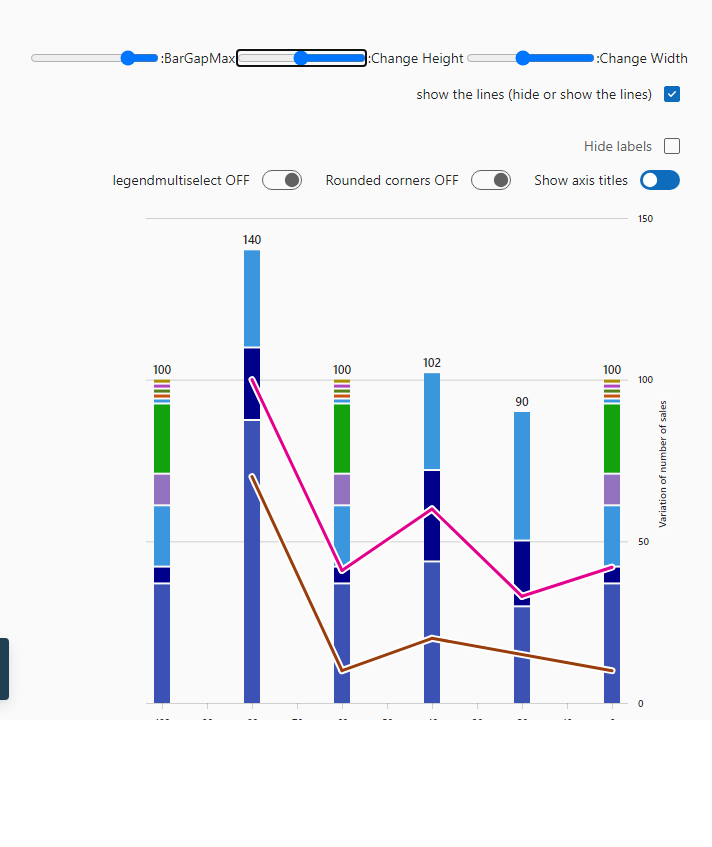 :BarGapMax :Change Height :Change Width
show the lines (hide or show the lines)
Hide labels
legendmultiselect OFF Rounded corners OFF Show axis titles
150
140
100 100 102 100
100
90
Variation of number of sales
50
0